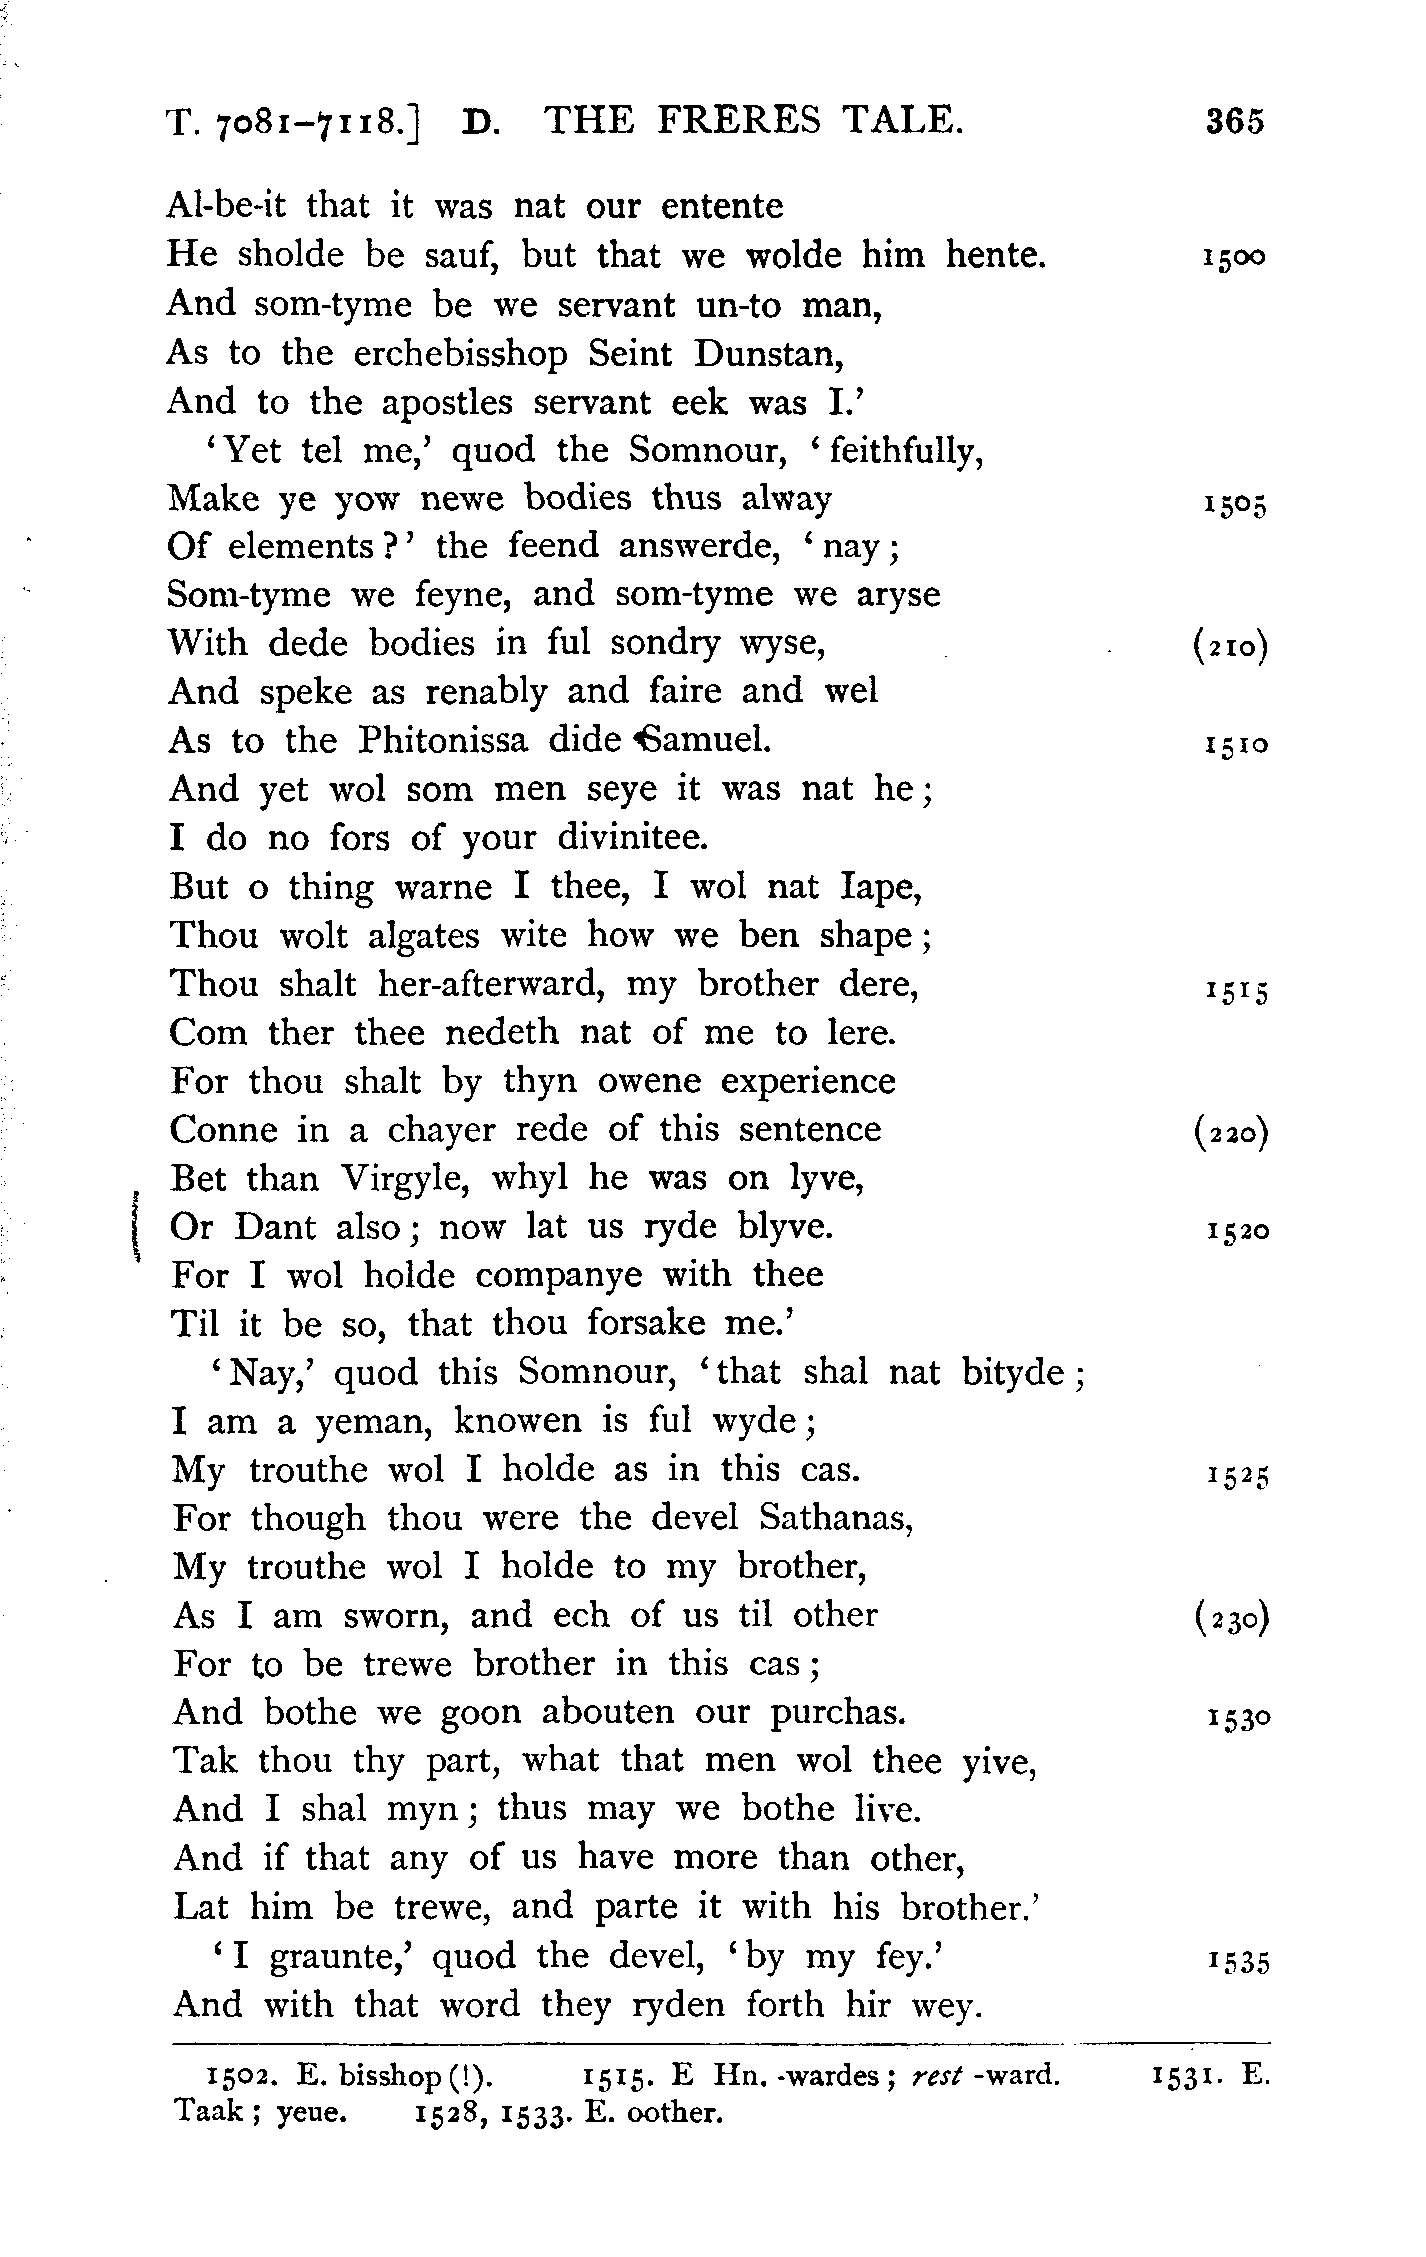 T. 7081–7118.] D. THE FRERES TALE. 365
Al-be-it that it was nat our entente
He sholde be sauf, but that we wolde him hente. 1500
And som-tyme be we servant un-to man,
As to the erchebisshop Seint Dunstan,
And to the apostles servant eek was I.’
‘Yet tel me,’ quod the Somnour, ‘feithfully,
Make ye yow newe bodies thus alway 1505
Of elements?’ the feend answerde, ‘nay;
Som-tyme we feyne, and som-tyme we aryse
With dede bodies in ful sondry wyse, (210)
And speke as renably and faire and wel
As to the Phitonissa dide Samuel. 1510
And yet wol som men seye it was nat he;
I do no fors of your divinitee.
But o thing warne I thee, I wol nat Iape,
Thou wolt algates wite how we ben shape;
Thou shalt her-afterward, my brother dere, 1515
Com ther thee nedeth nat of me to lere.
For thou shalt by thyn owene experience
Conne in a chayer rede of this sentence (220)
Bet than Virgyle, whyl he was on lyve,
Or Dant also; now lat us ryde blyve. 1520
For I wol holde companye with thee
Til it be so, that thou forsake me.’
‘Nay,’ quod this Somnour, ‘that shal nat bityde;
I am a yeman, knowen is ful wyde;
My trouthe wol I holde as in this cas. 1525
For though thou were the devel Sathanas,
My trouthe wol I holde to my brother,
As I am sworn, and ech of us til other (230)
For to be trewe brother in this cas;
And bothe we goon abouten our purchas. 1530
Tak thou thy part, what that men wol thee yive,
And I shal myn; thus may we bothe live.
And if that any of us have more than other,
Lat him be trewe, and parte it with his brother.’
‘I graunte,’ quod the devel, ‘by my fey.’ 1535
And with that word they ryden forth hir wey.
1502. E. bisshop(!). 1515. E Hn. -wardes; rest -ward. 1531. E.
Taak; yeue. 1528, 1533. E. oother.